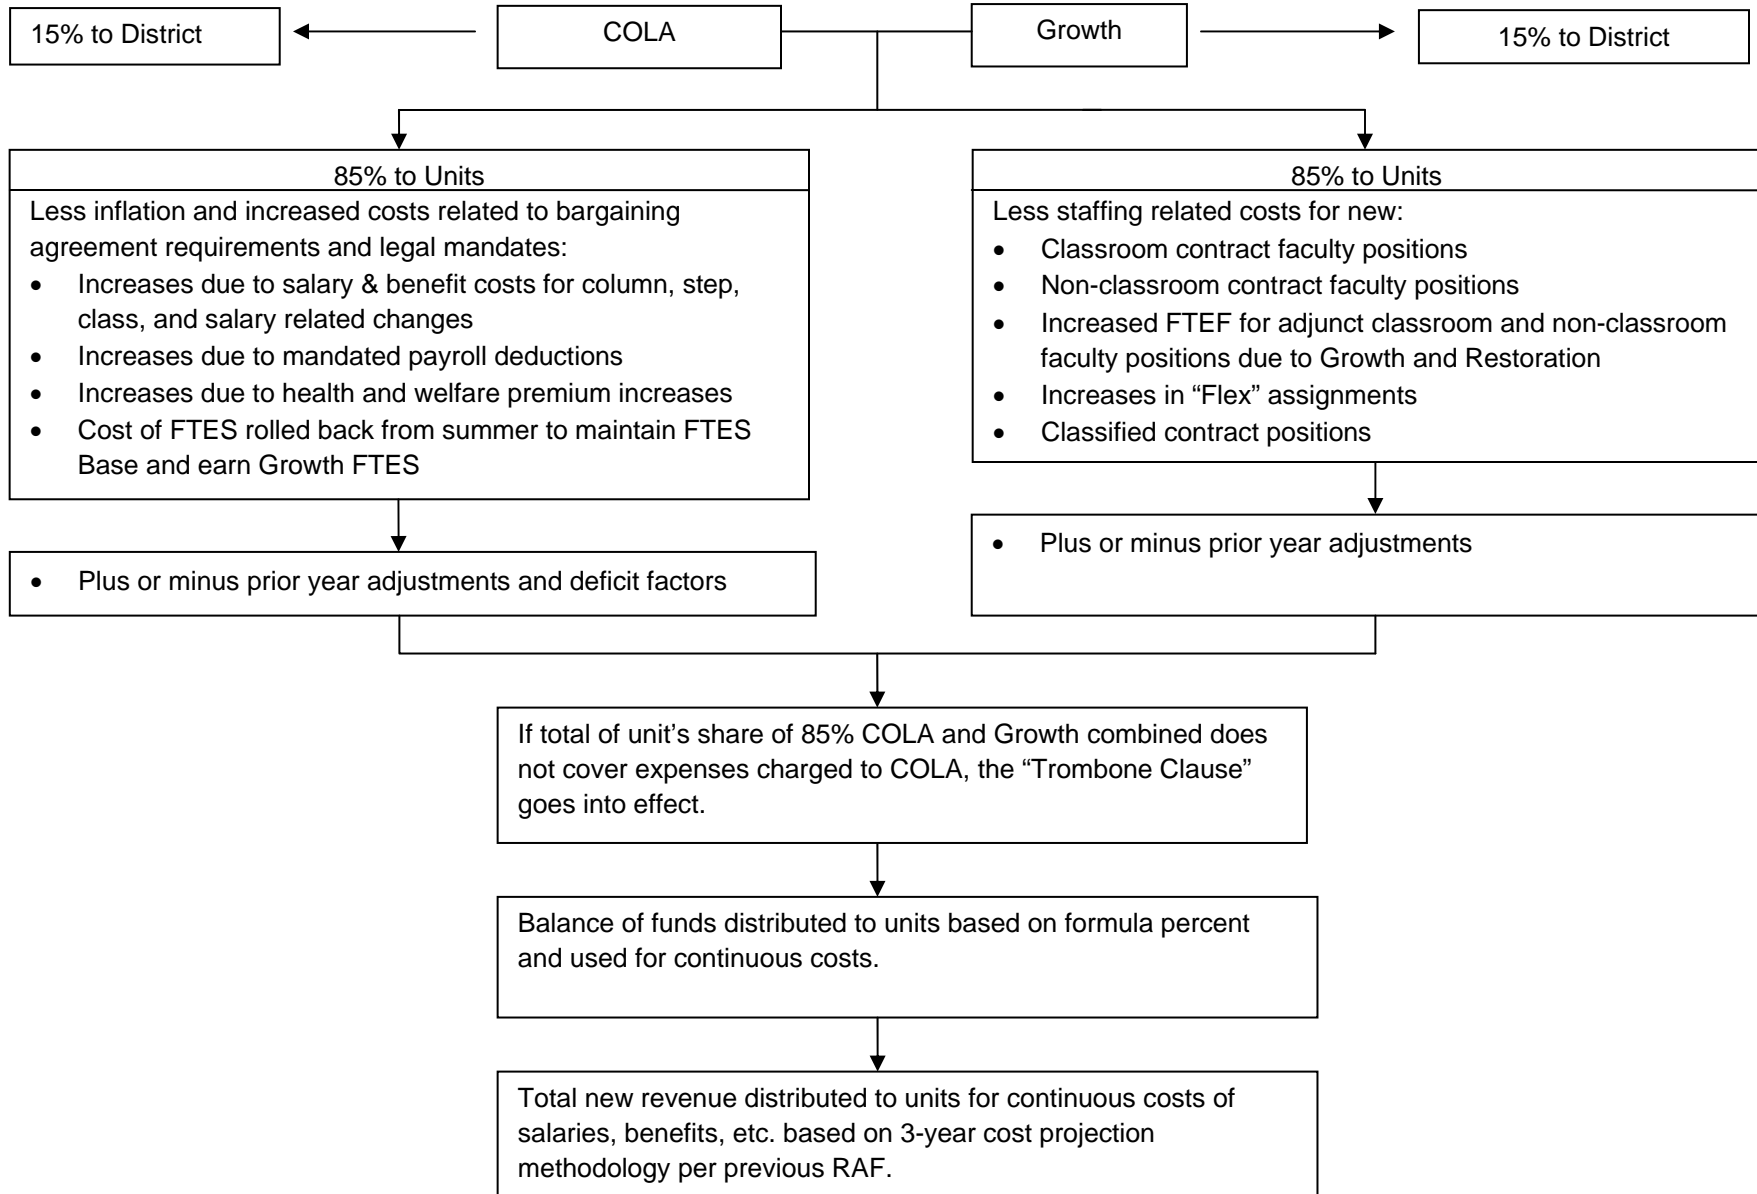 15% to District
COLA
Growth
15% to District
85% to Units
Less inflation and increased costs related to bargaining
agreement requirements and legal mandates:
• Increases due to salary & benefit costs for column, step,
class, and salary related changes
• Increases due to mandated payroll deductions
• Increases due to health and welfare premium increases
• Cost of FTES rolled back from summer to maintain FTES
Base and earn Growth FTES
85% to Units
Less staffing related costs for new:
• Classroom contract faculty positions
• Non-classroom contract faculty positions
• Increased FTEF for adjunct classroom and non-classroom
faculty positions due to Growth and Restoration
• Increases in “Flex” assignments
• Classified contract positions
• Plus or minus prior year adjustments and deficit factors
• Plus or minus prior year adjustments
If total of unit’s share of 85% COLA and Growth combined does
not cover expenses charged to COLA, the “Trombone Clause”
goes into effect.
Balance of funds distributed to units based on formula percent
and used for continuous costs.
Total new revenue distributed to units for continuous costs of
salaries, benefits, etc. based on 3-year cost projection
methodology per previous RAF.